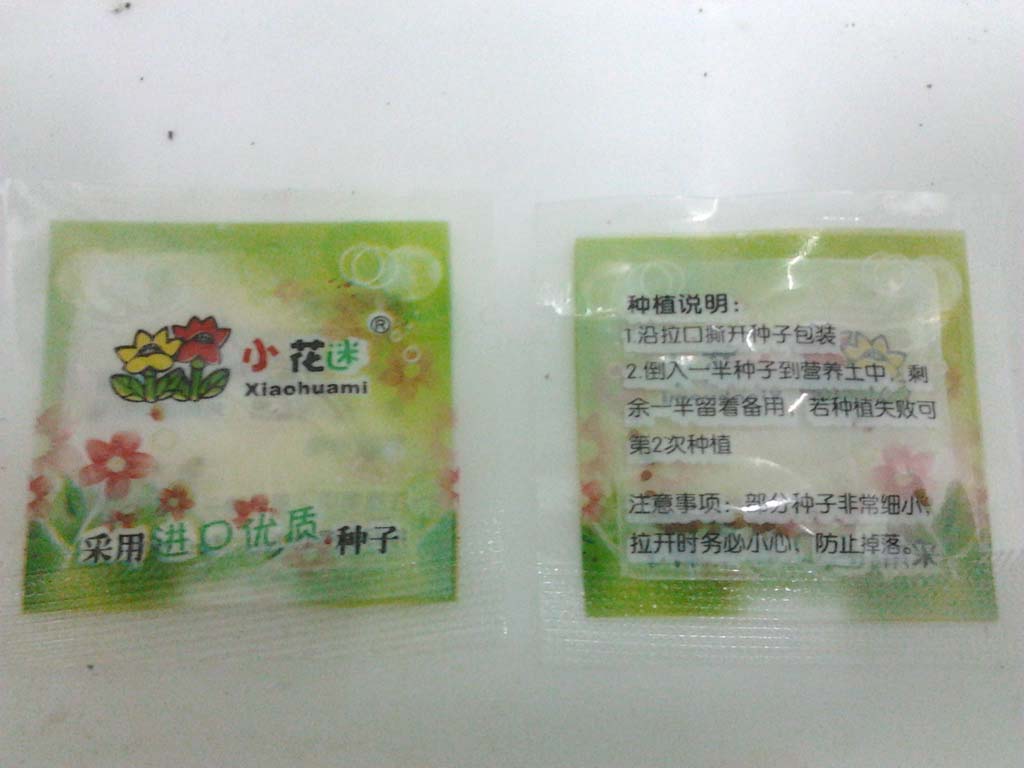 小花迷®
Xiaohuami
采用进口优质种子
种植说明：
1.沿拉口撕开种子包装
2.倒入一半种子到营养土中，剩
余一半留着备用，若种植失败可
第2次种植
注意事项：部分种子非常细小，
拉开时务必小心，防止掉落。